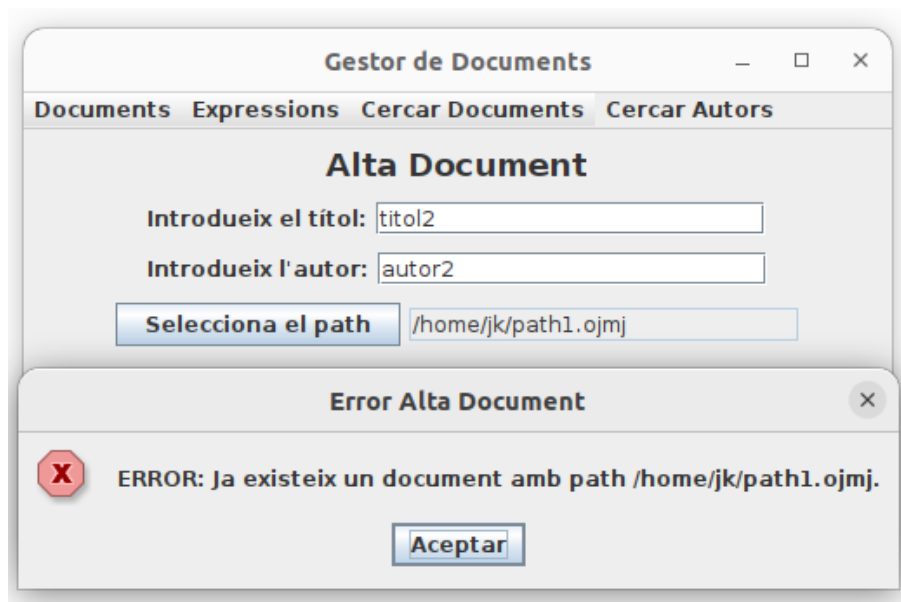 Gestor de Documents
Documents Expressions Cercar Documents Cercar Autors
Alta Document
Introdueix el títol: titol2
Introdueix l'autor: autor2
Selecciona el path /home/jk/path1.ojmj
Error Alta Document
X ERROR: Ja existeix un document amb path /home/jk/path1.ojmj.
Aceptar